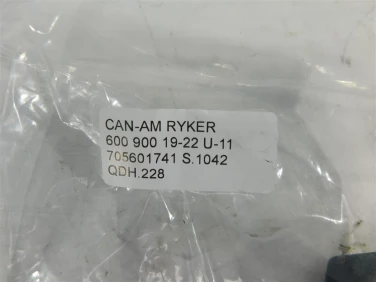 CAN-AM RYKER
600 900 19-22 U-11
705601741 S.1042
QDH.228